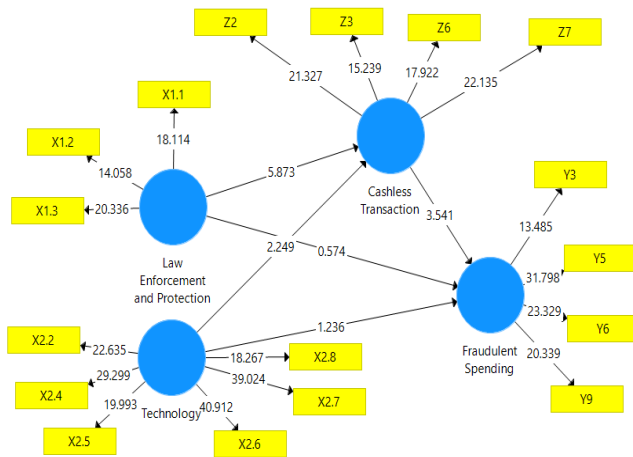 Z2
Z3
Z6
Z7
21.327
15.239
17.922
22.135
X1.1
X1.2
X1.3
18.114
14.058
20.336
Law
Enforcement
and Protection
5.873
Cashless
Transaction
3.541
2.249
0.574
1.236
Y3
Y5
Y6
Y9
13.485
31.798
23.329
20.339
Fraudulent
Spending
X2.2
X2.4
X2.5
X2.6
X2.7
X2.8
22.635
29.299
19.993
40.912
39.024
18.267
Technology